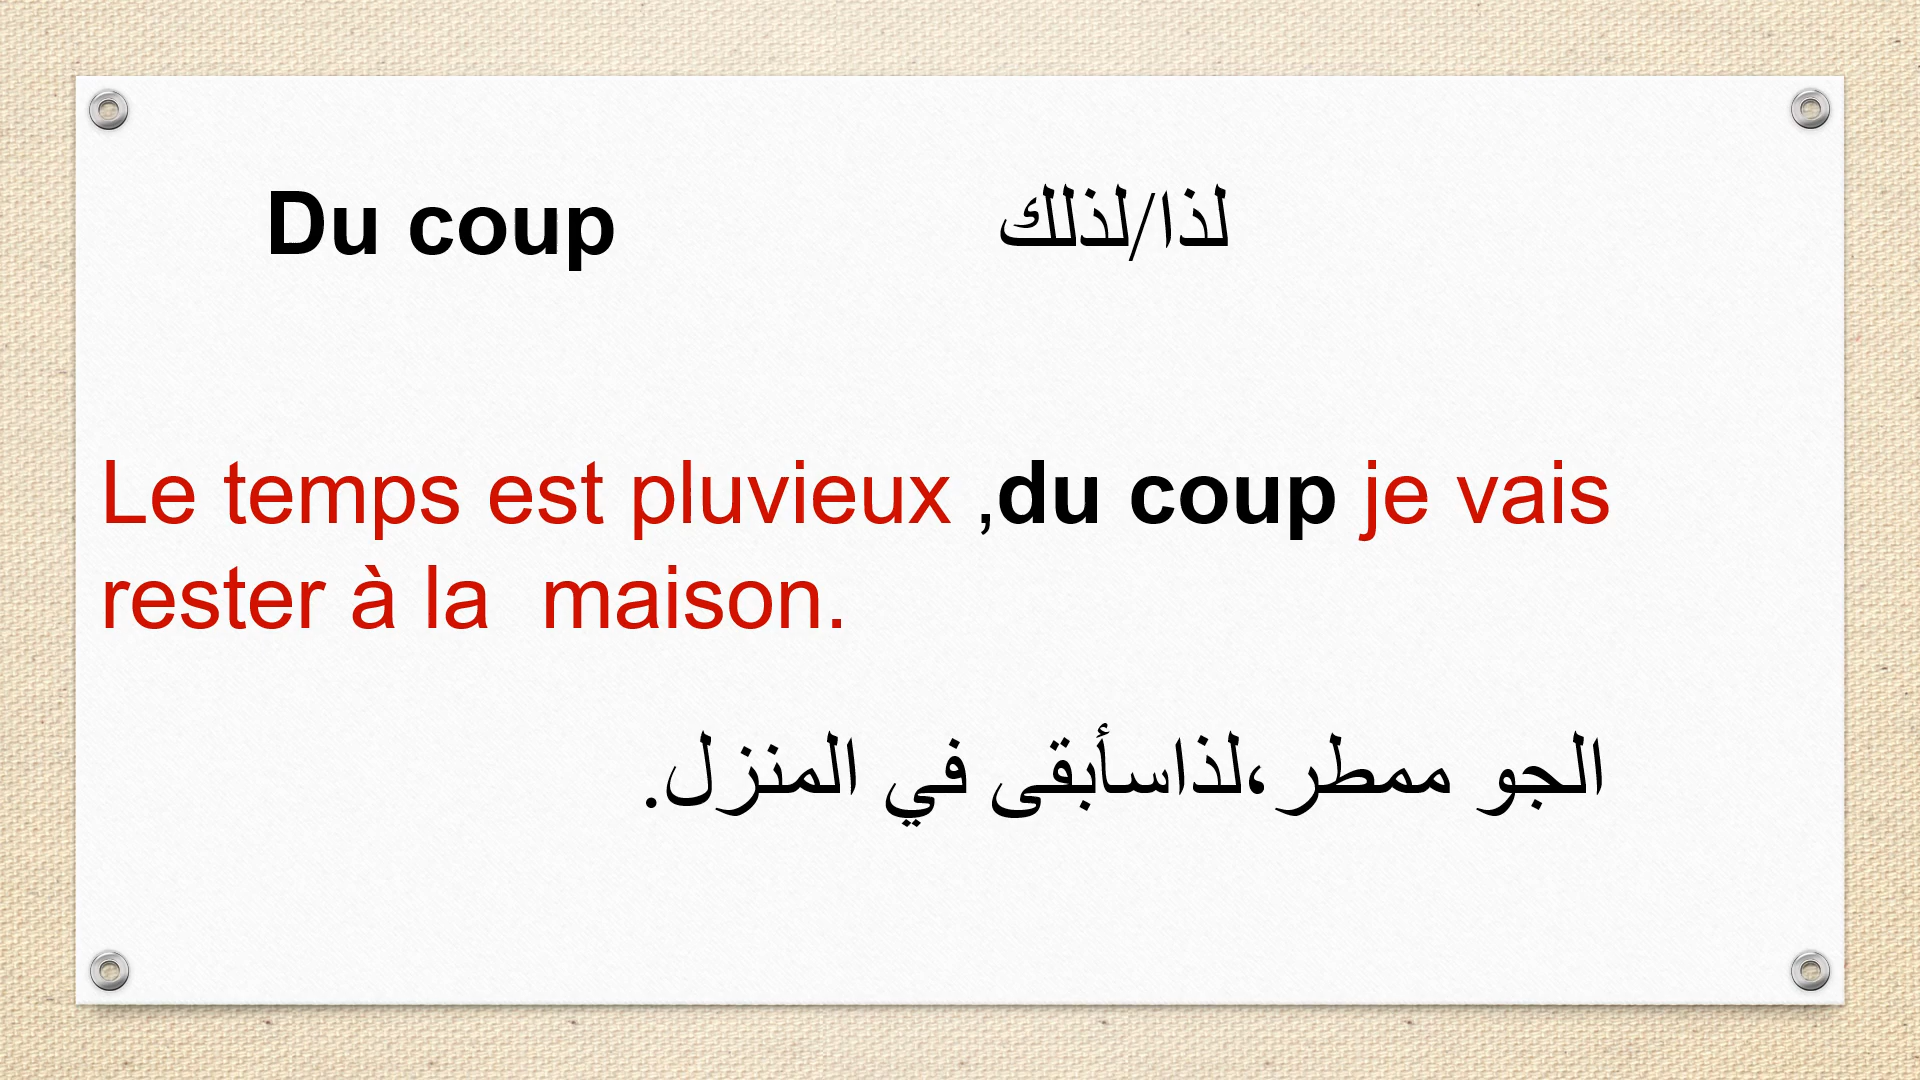 Du coup لذا/لذلك
Le temps est pluvieux ,du coup je vais
rester à la  maison.
الجو ممطر،لذاسأبقى في المنزل.